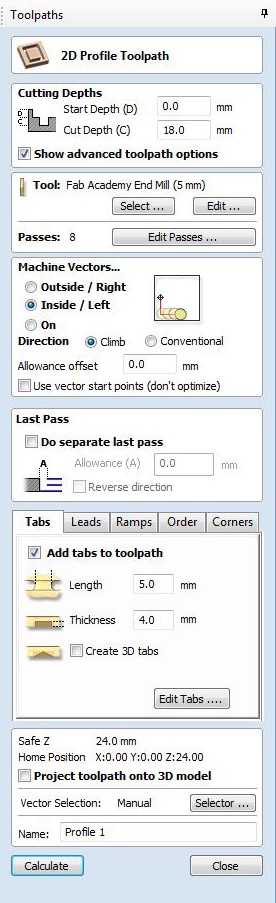 Toolpaths
2D Profile Toolpath
Cutting Depths
Start Depth (D) 0.0 mm
D
C
Cut Depth (C) 18.0 mm
Show advanced toolpath options
Tool: Fab Academy End Mill (5 mm)
Select ... Edit ...
Passes: 8 Edit Passes ...
Machine Vectors...
Outside / Right
Inside / Left
On
Direction Climb Conventional
Allowance offset 0.0 mm
Use vector start points (don't optimize)
Last Pass
Do separate last pass
A Allowance (A) 0.0 mm
Reverse direction
Tabs Leads Ramps Order Corners
Add tabs to toolpath
Length 5.0 mm
Thickness 4.0 mm
Create 3D tabs
Edit Tabs ....
Safe Z 24.0 mm
Home Position X:0.00 Y:0.00 Z:24.00
Project toolpath onto 3D model
Vector Selection: Manual Selector ...
Name: Profile 1
Calculate Close